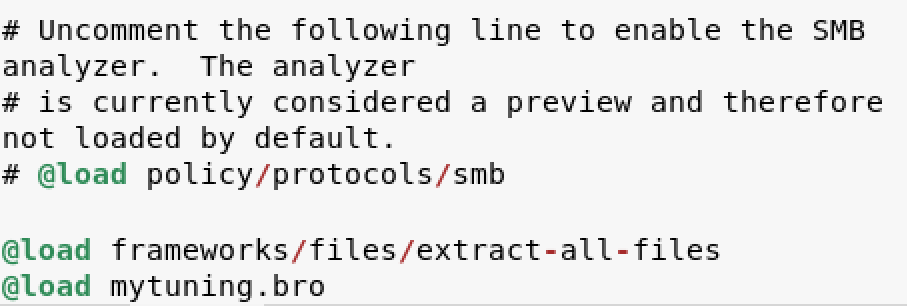 # Uncomment the following line to enable the SMB
analyzer.  The analyzer
# is currently considered a preview and therefore
not loaded by default.
# @load policy/protocols/smb
@load frameworks/files/extract-all-files
@load mytuning.bro